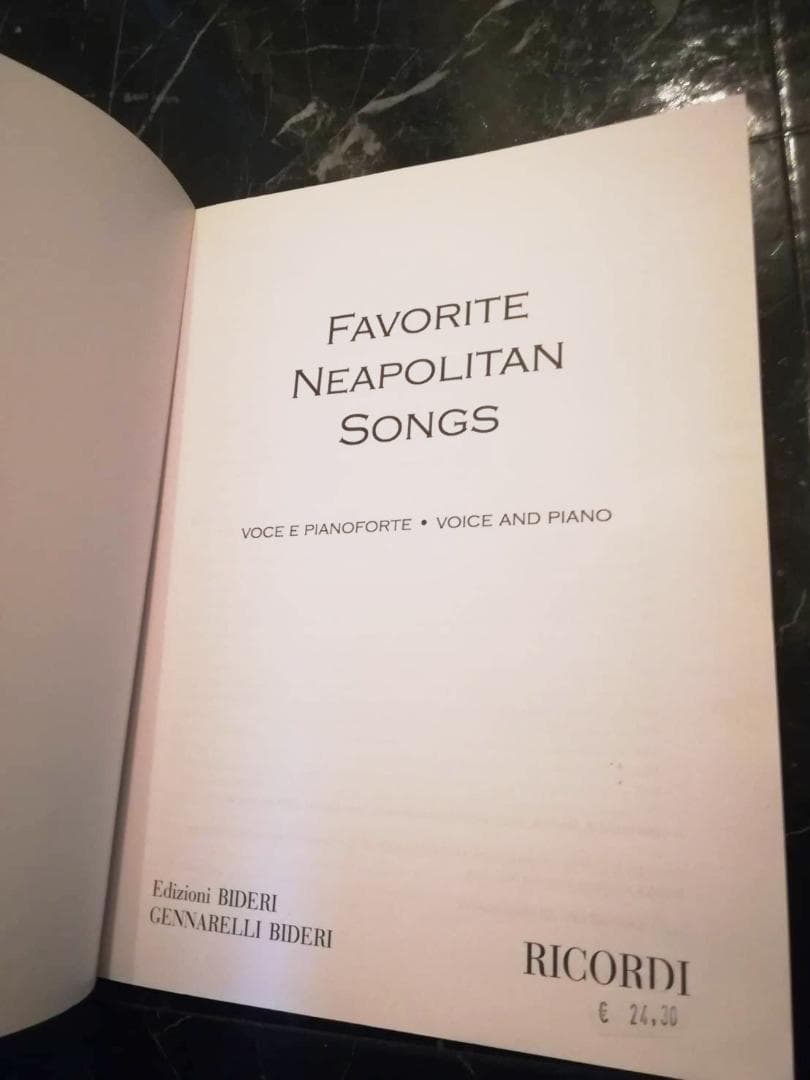 FAVORITE
NEAPOLITAN
SONGS
VOCE E PIANOFORTE • VOICE AND PIANO
Edizioni BIDERI
GENNARELLI BIDERI
RICORDI
€ 24,30